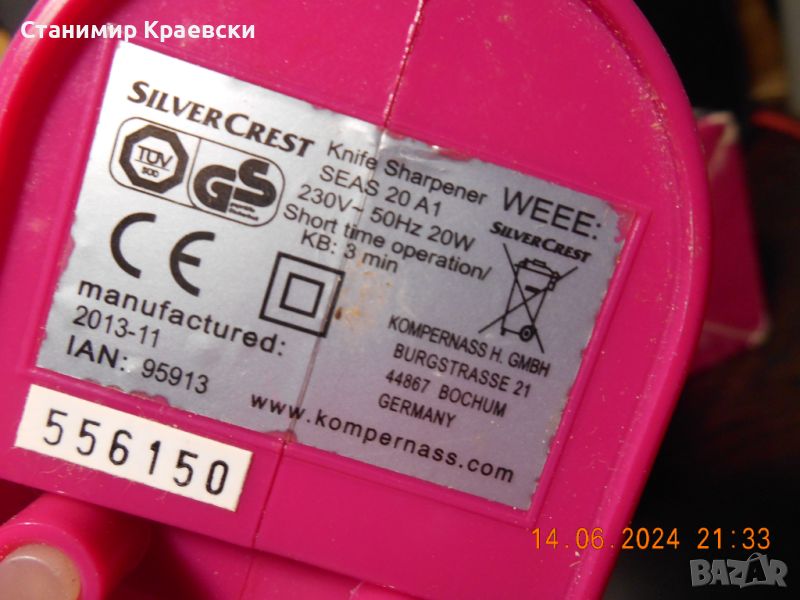 Станимир Краевски
SILVERCREST
TÜV
SÜD
GS
Knife Sharpener
SEAS 20 A1
230V~ 50Hz 20W
Short time operation/
KB: 3 min
WEEE:
SILVERCREST
CE
manufactured:
2013-11
IAN: 95913
KOMPERNASS H. GMBH
BURGSTRASSE 21
44867 BOCHUM
GERMANY
www.kompernass.com
556150
14.06.2024 21:33
BAZAR